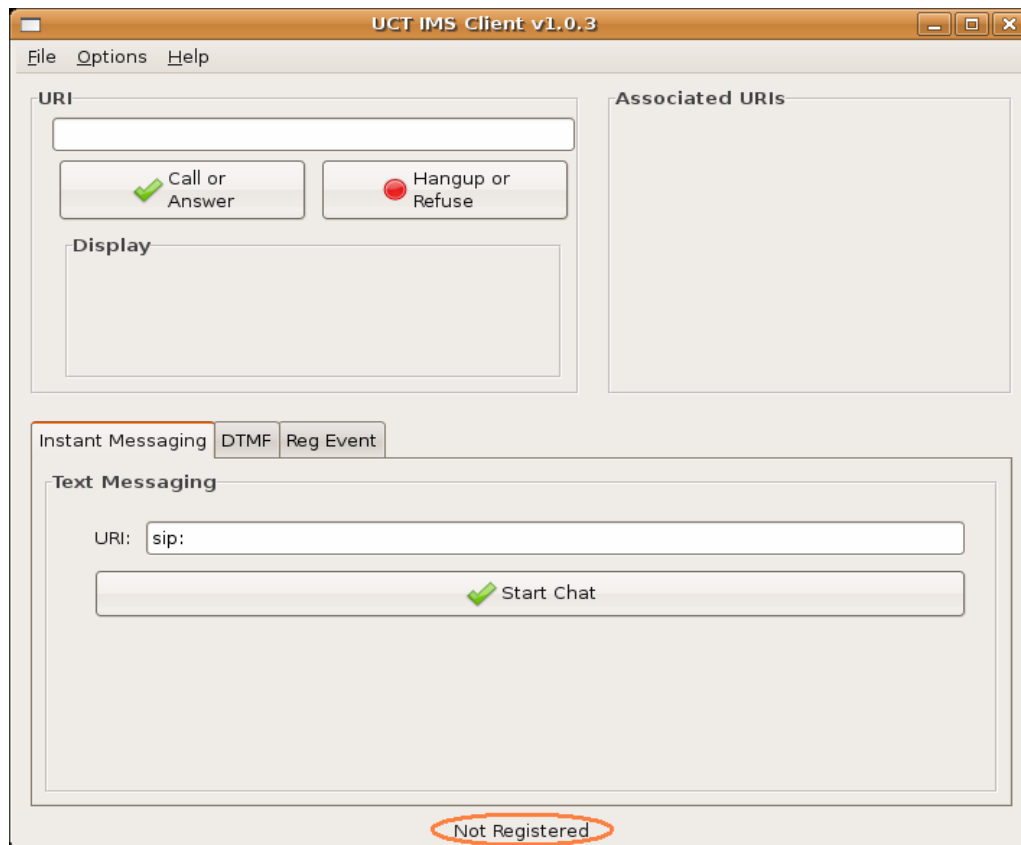 UCT IMS Client v1.0.3
File Options Help
URI
Call or
Answer
Hangup or
Refuse
Display
Associated URIs
Instant Messaging DTMF Reg Event
Text Messaging
URI: sip:
Start Chat
Not Registered